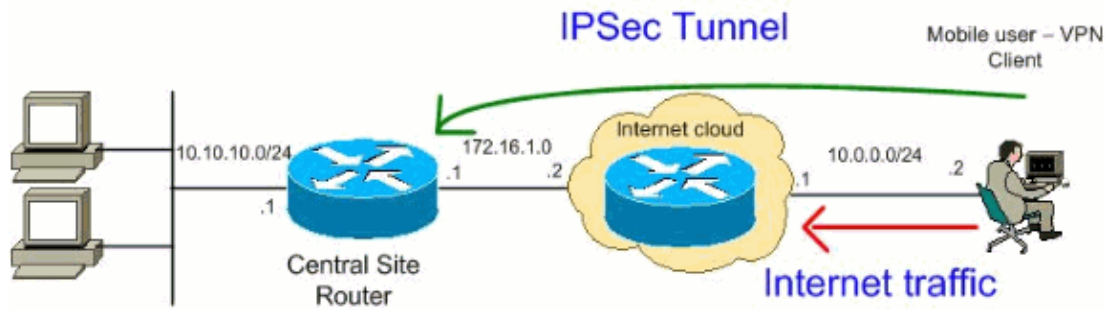 IPSec Tunnel
Mobile user – VPN
Client
Internet cloud
10.10.10.0/24
172.16.1.0
10.0.0.0/24
.1
.1
.2
.1
.2
Central Site
Router
Internet traffic